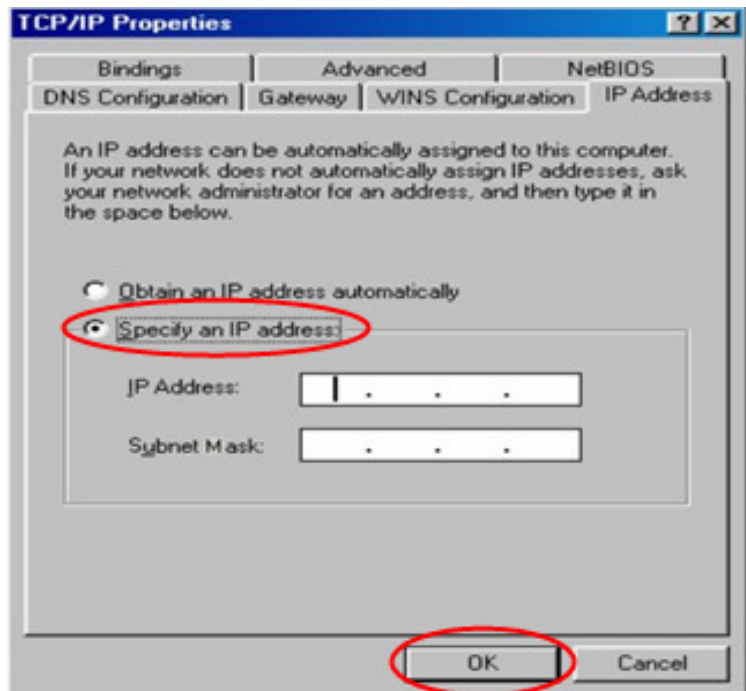 TCP/IP Properties
Bindings
Advanced
NetBIOS
DNS Configuration
Gateway
WINS Configuration
IP Address
An IP address can be automatically assigned to this computer.
If your network does not automatically assign IP addresses, ask
your network administrator for an address, and then type it in
the space below.
Obtain an IP address automatically
Specify an IP address:
IP Address:
. . .
Subnet Mask:
. . .
OK
Cancel